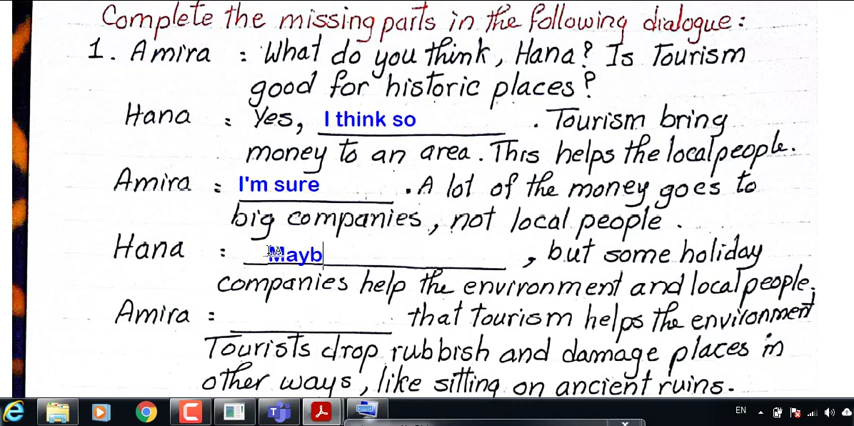 Complete the missing parts in the following dialogue:
1. Amira : What do you think, Hana? Is Tourism
good for historic places?
Hana : Yes, I think so . Tourism bring
money to an area. This helps the local people.
Amira : I'm sure . A lot of the money goes to
big companies, not local people.
Hana : Mayb , but some holiday
companies help the environment and local people.
Amira : that tourism helps the environment
Tourists drop rubbish and damage places in
other ways, like sitting on ancient ruins.
EN